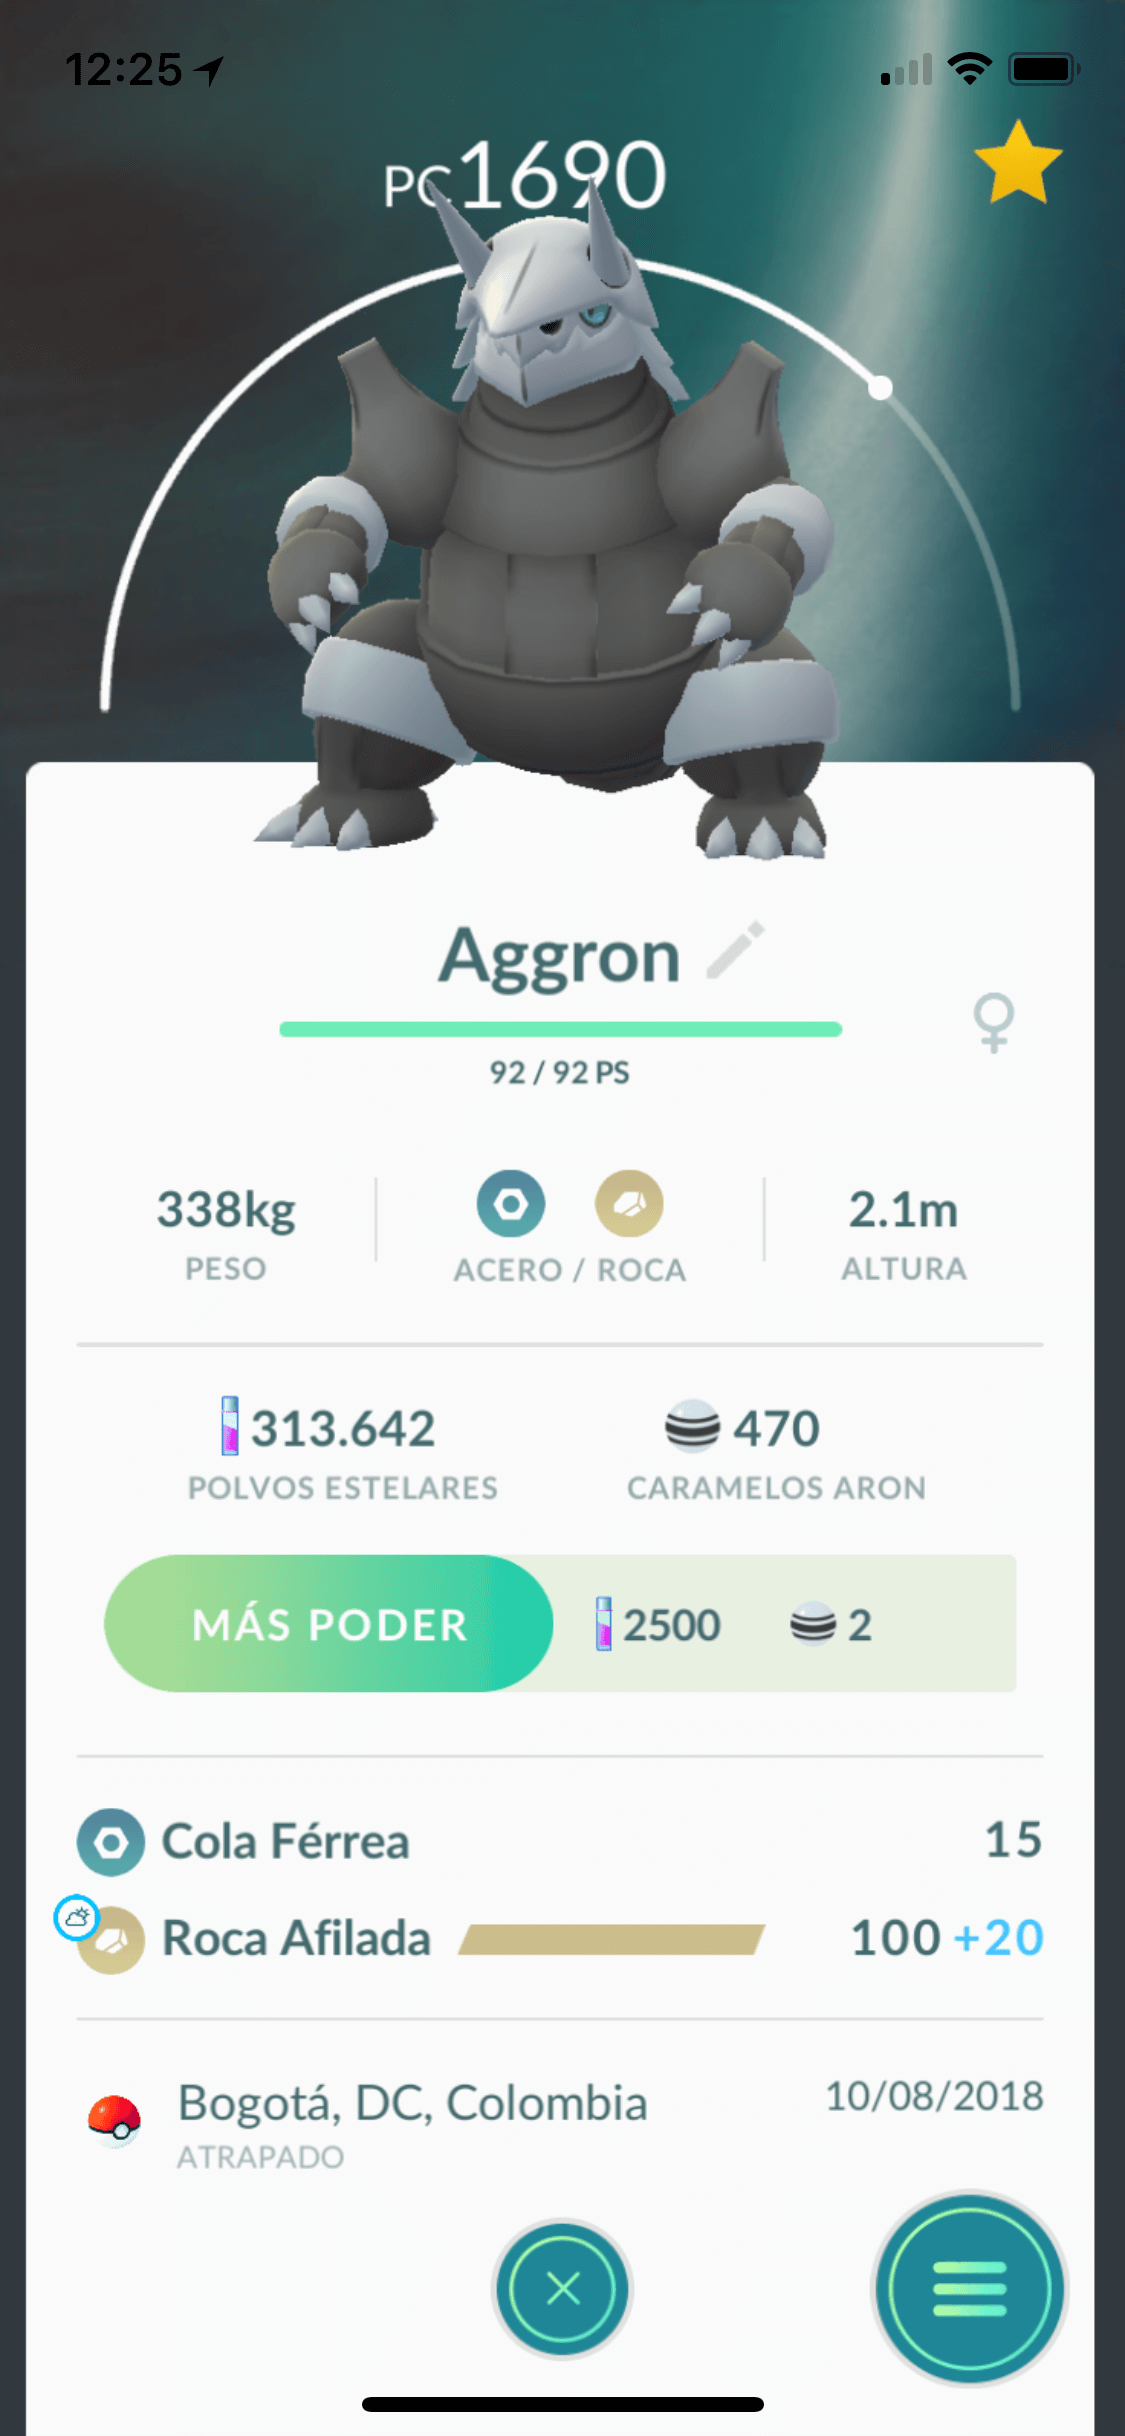 12:25
PC1690
Aggron
92 / 92 PS
338kg
PESO
ACERO / ROCA
2.1m
ALTURA
313.642
POLVOS ESTELARES
470
CARAMELOS ARON
MÁS PODER
2500
2
Cola Férrea 15
Roca Afilada 100 +20
Bogotá, DC, Colombia 10/08/2018
ATRAPADO